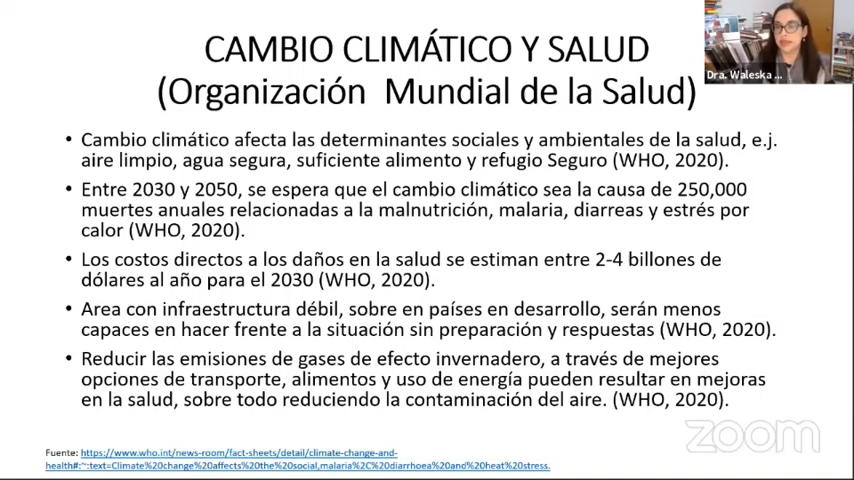 CAMBIO CLIMÁTICO Y SALUD
(Organización Mundial de la Salud)
Dra. Waleska ...
• Cambio climático afecta las determinantes sociales y ambientales de la salud, e.j.
aire limpio, agua segura, suficiente alimento y refugio Seguro (WHO, 2020).
• Entre 2030 y 2050, se espera que el cambio climático sea la causa de 250,000
muertes anuales relacionadas a la malnutrición, malaria, diarreas y estrés por
calor (WHO, 2020).
• Los costos directos a los daños en la salud se estiman entre 2-4 billones de
dólares al año para el 2030 (WHO, 2020).
• Area con infraestructura débil, sobre en países en desarrollo, serán menos
capaces en hacer frente a la situación sin preparación y respuestas (WHO, 2020).
• Reducir las emisiones de gases de efecto invernadero, a través de mejores
opciones de transporte, alimentos y uso de energía pueden resultar en mejoras
en la salud, sobre todo reduciendo la contaminación del aire. (WHO, 2020).
zoom
Fuente: https://www.who.int/news-room/fact-sheets/detail/climate-change-and-
health#:~:text=Climate%20change%20affects%20the%20social,malaria%2C%20diarrhoea%20and%20heat%20stress.